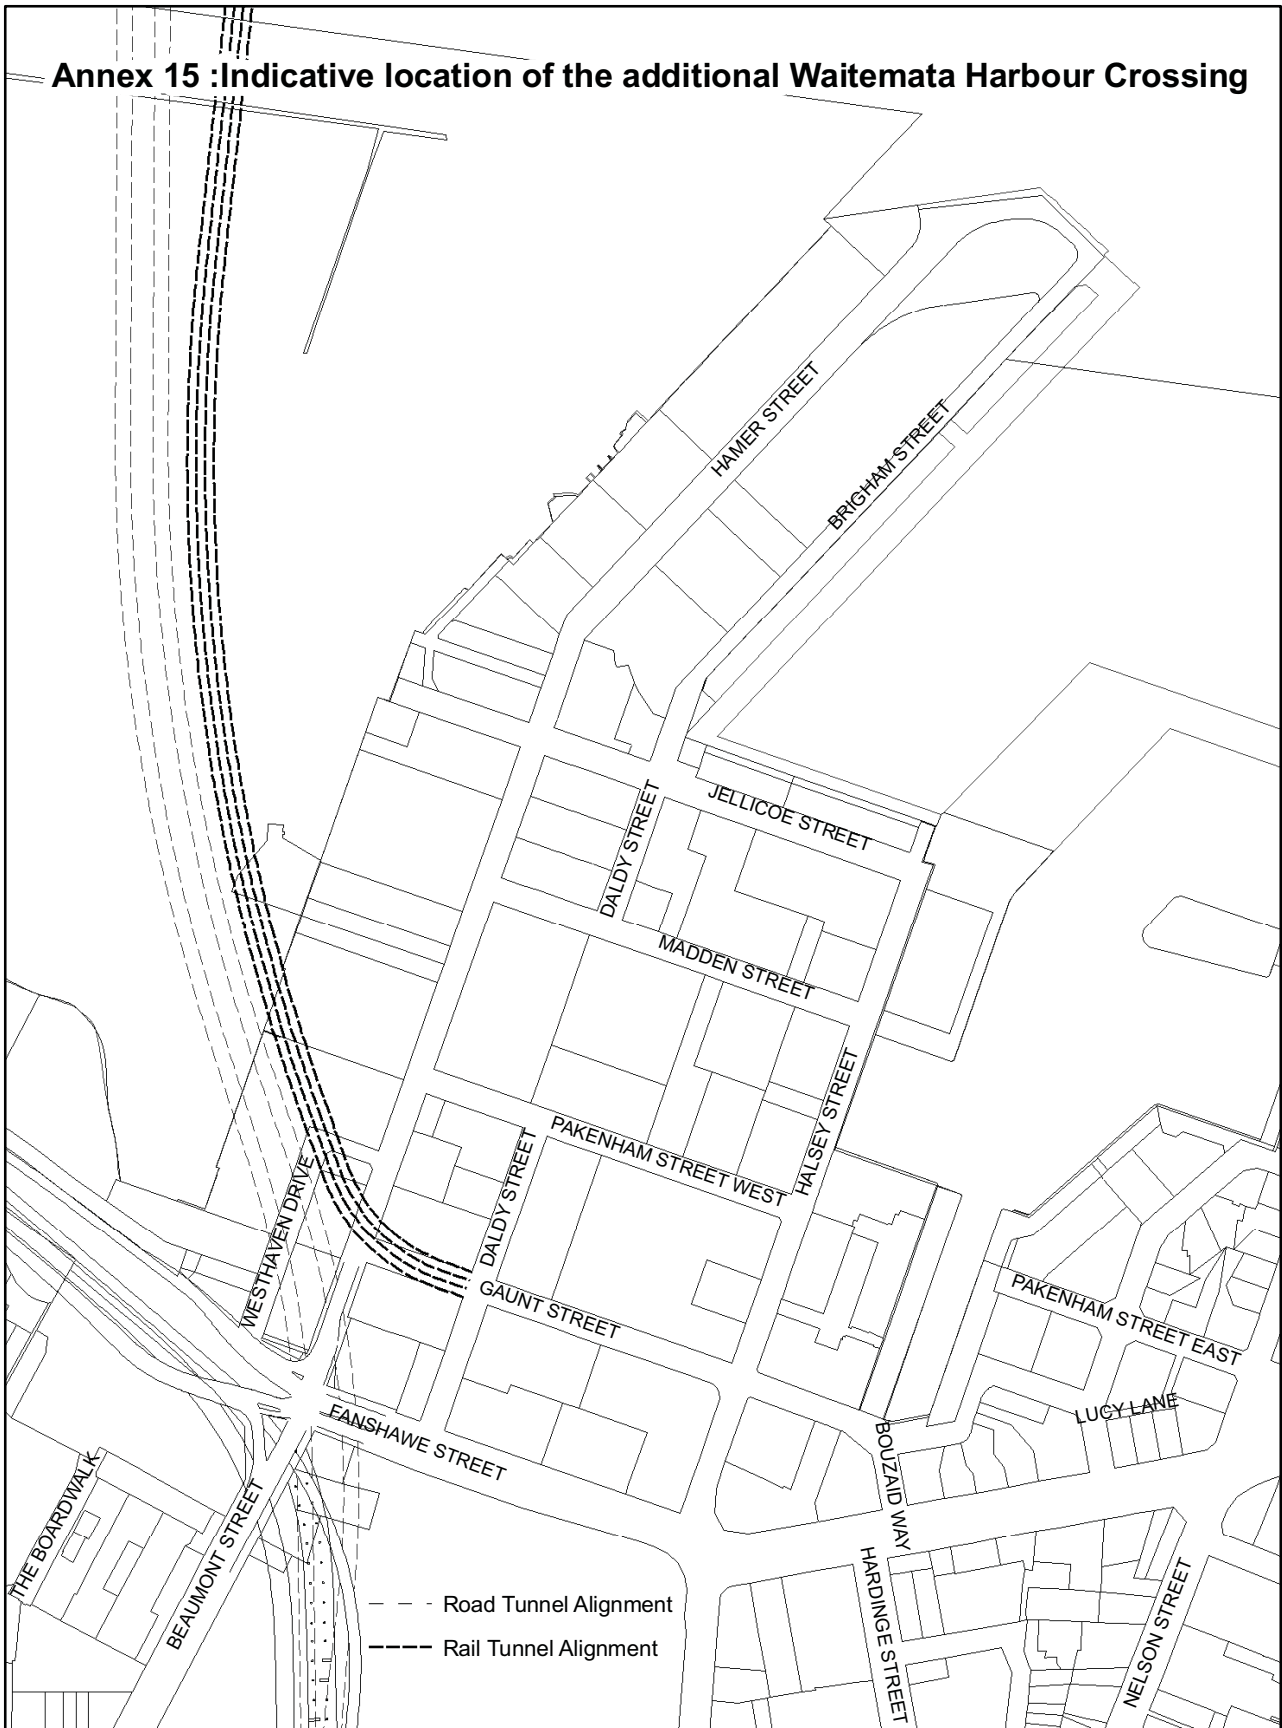 Annex 15 :Indicative location of the additional Waitemata Harbour Crossing
HAMER STREET
BRIGHAM STREET
JELLICOE STREET
DALDY STREET
MADDEN STREET
HALSEY STREET
PAKENHAM STREET WEST
DALDY STREET
WESTHAVEN DRIVE
GAUNT STREET
PAKENHAM STREET EAST
LUCY LANE
FANSHAWE STREET
BOUZAID WAY
THE BOARDWALK
BEAUMONT STREET
HARDINGE STREET
NELSON STREET
Road Tunnel Alignment
Rail Tunnel Alignment